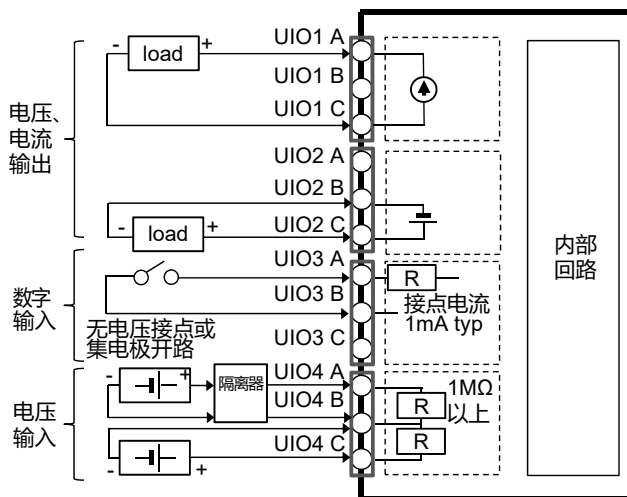 电压、
电流
输出
- load +
UIO1 A
UIO1 B
UIO1 C
UIO2 A
UIO2 B
UIO2 C
- load +
数字
输入
无电压接点或
集电极开路
UIO3 A
UIO3 B
UIO3 C
R
接点电流
1mA typ
电压
输入
- +
隔离器
- +
UIO4 A
UIO4 B
UIO4 C
R
R
1MΩ
以上
内部
回路